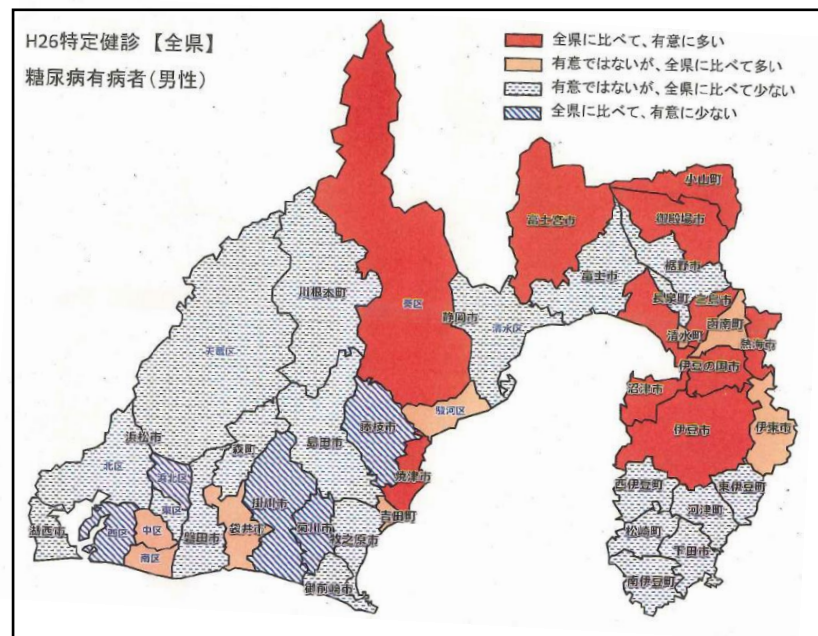 H26特定健診 【全県】
糖尿病有病者(男性)
全県に比べて、有意に多い
有意ではないが、全県に比べて多い
有意ではないが、全県に比べて少ない
全県に比べて、有意に少ない
小山町
御殿場市
富士宮市
裾野市
富士市
川根本町
長泉町
三島市
葵区
静岡市
清水区
函南町
清水町
熱海市
天竜区
伊豆の国市
沼津市
駿河区
藤枝市
伊東市
伊豆市
浜松市
森町
島田市
焼津市
北区
浜北区
西伊豆町
東伊豆町
掛川市
吉田町
河津町
東区
袋井市
菊川市
湖西市
西区
中区
磐田市
牧之原市
松崎町
下田市
南区
御前崎市
南伊豆町